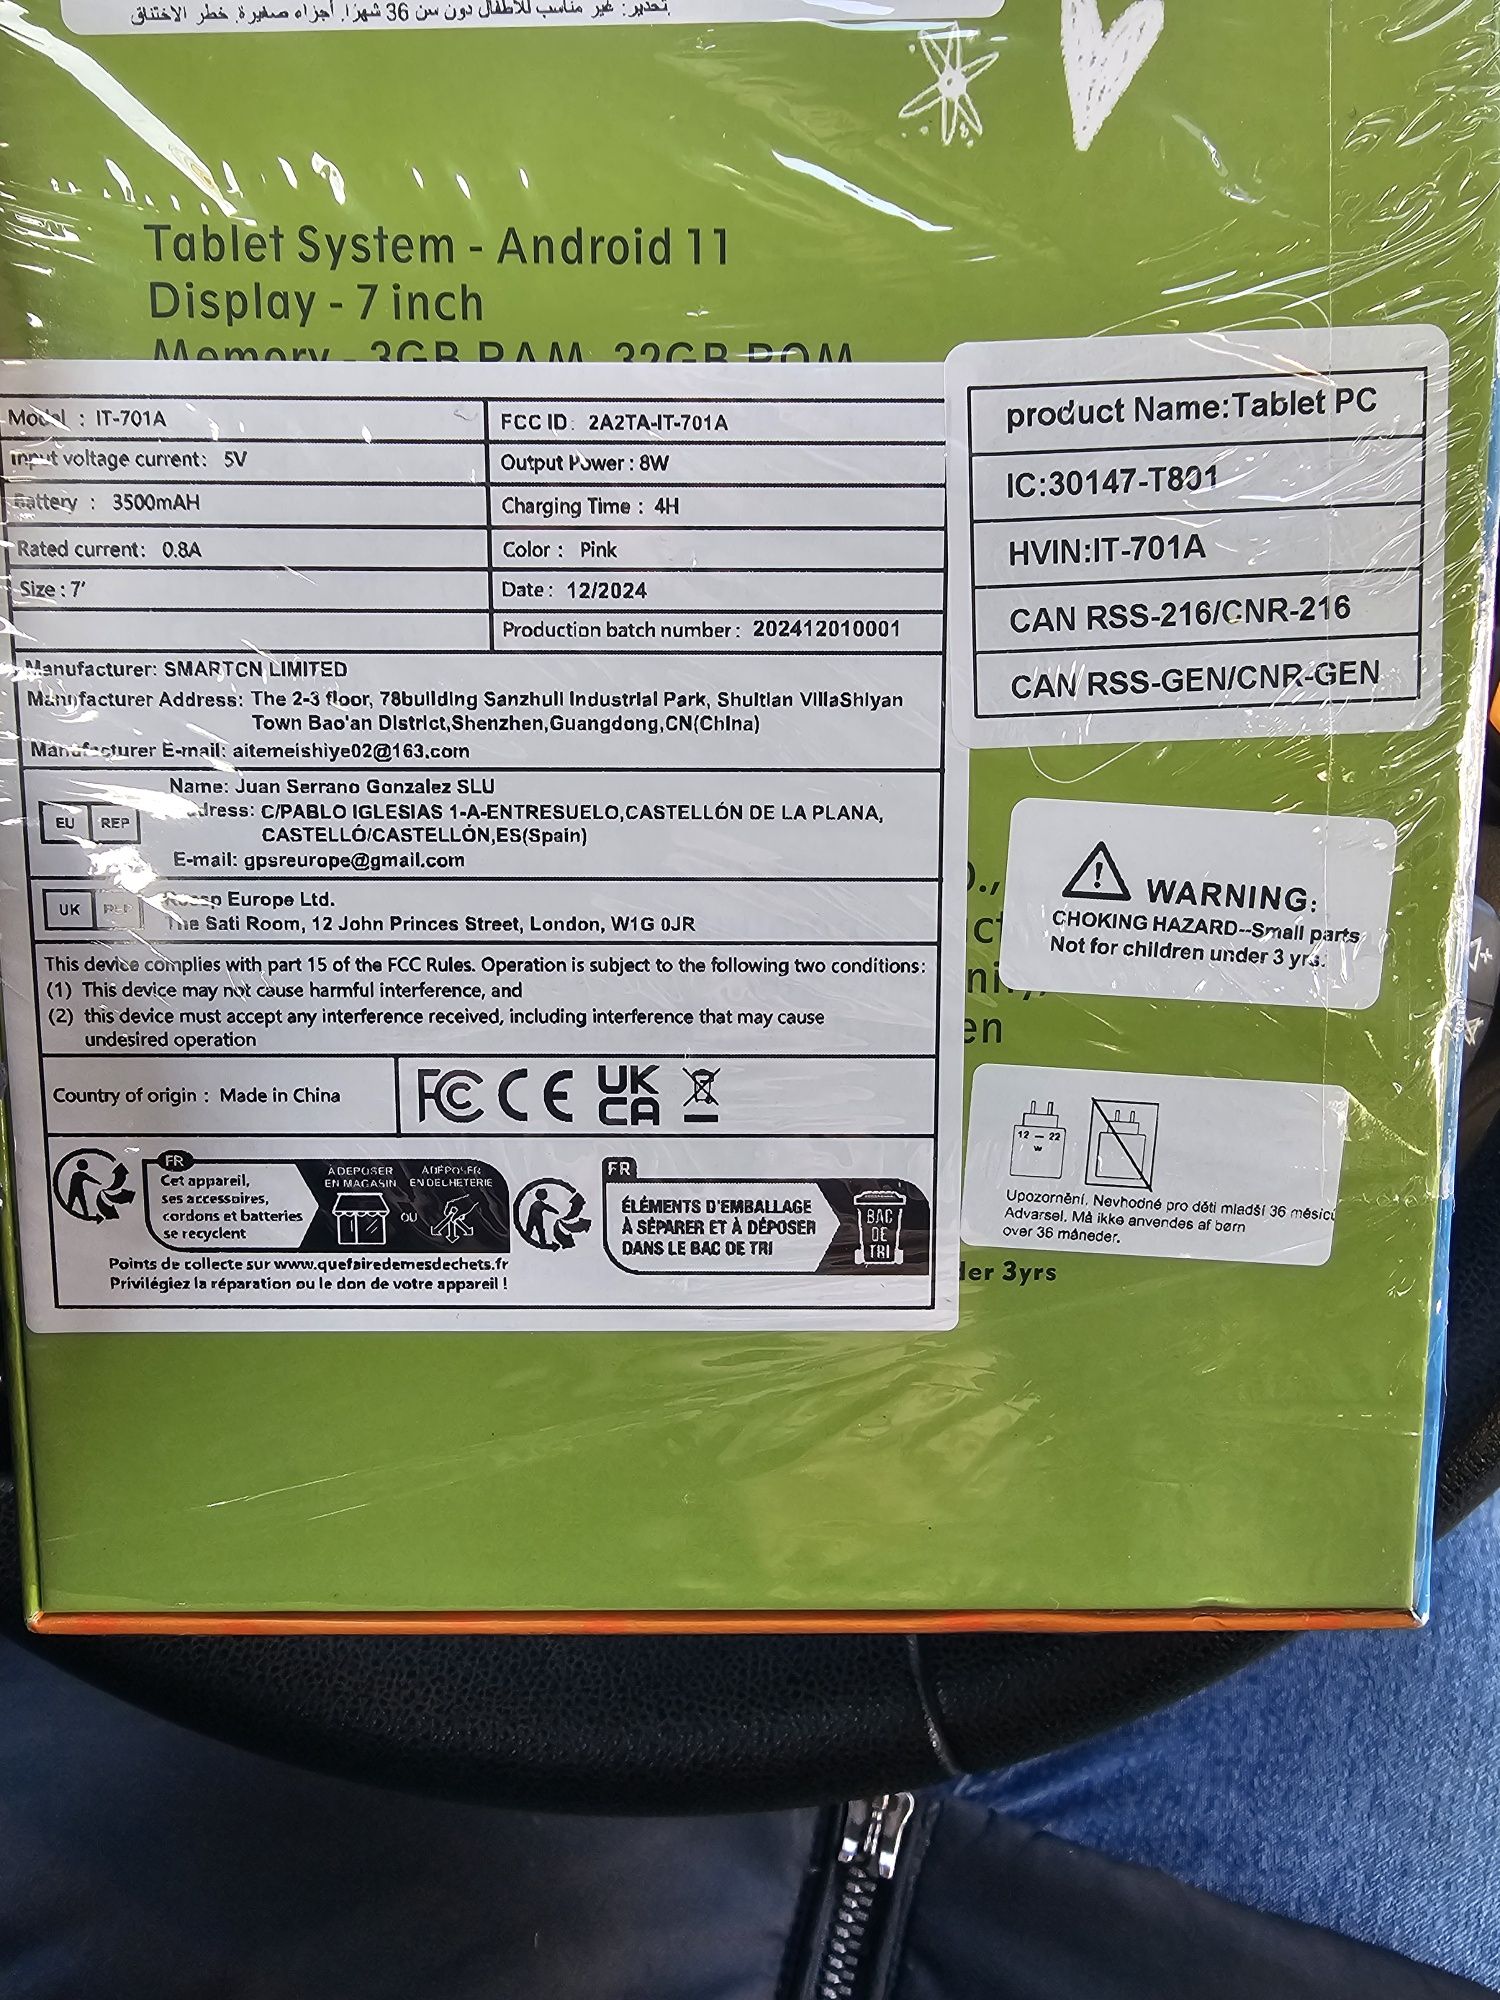 تحذير: غير مناسب للأطفال دون سن 36 شهرًا. أجزاء صغيرة. خطر الاختناق.
Tablet System - Android 11
Display - 7 inch
Memory - 3GB RAM 32GB ROM
Model : IT-701A
FCC ID: 2A2TA-IT-701A
Input voltage current: 5V
Output Power : 8W
Battery : 3500mAH
Charging Time : 4H
Rated current: 0.8A
Color : Pink
Size : 7'
Date : 12/2024
Production batch number : 202412010001
Manufacturer: SMARTCN LIMITED
Manufacturer Address: The 2-3 floor, 78building Sanzhuli Industrial Park, Shuitian VillaShiyan
Town Bao'an District,Shenzhen,Guangdong,CN(China)
Manufacturer E-mail: aitemeishiye02@163.com
EU REP
Name: Juan Serrano Gonzalez SLU
Address: C/PABLO IGLESIAS 1-A-ENTRESUELO,CASTELLÓN DE LA PLANA,
CASTELLÓ/CASTELLÓN,ES(Spain)
E-mail: gpsreurope@gmail.com
UK REP
Europe Ltd.
The Sati Room, 12 John Princes Street, London, W1G 0JR
This device complies with part 15 of the FCC Rules. Operation is subject to the following two conditions:
(1) This device may not cause harmful interference, and
(2) this device must accept any interference received, including interference that may cause
undesired operation
Country of origin : Made in China
FC CE UK
CA
FR
Cet appareil,
ses accessoires,
cordons et batteries
se recyclent
À DÉPOSER
EN MAGASIN
OU
À DÉPOSER
EN DÉCHÈTERIE
Points de collecte sur www.quefairedemesdechets.fr
Privilégiez la réparation ou le don de votre appareil !
FR
ÉLÉMENTS D'EMBALLAGE
À SÉPARER ET À DÉPOSER
DANS LE BAC DE TRI
BAC
DE
TRI
product Name:Tablet PC
IC:30147-T801
HVIN:IT-701A
CAN RSS-216/CNR-216
CAN RSS-GEN/CNR-GEN
WARNING:
CHOKING HAZARD--Small parts
Not for children under 3 yrs.
12 – 22
W
Upozornění. Nevhodné pro děti mladší 36 měsíců
Advarsel. Må ikke anvendes af børn
over 36 måneder.
der 3yrs